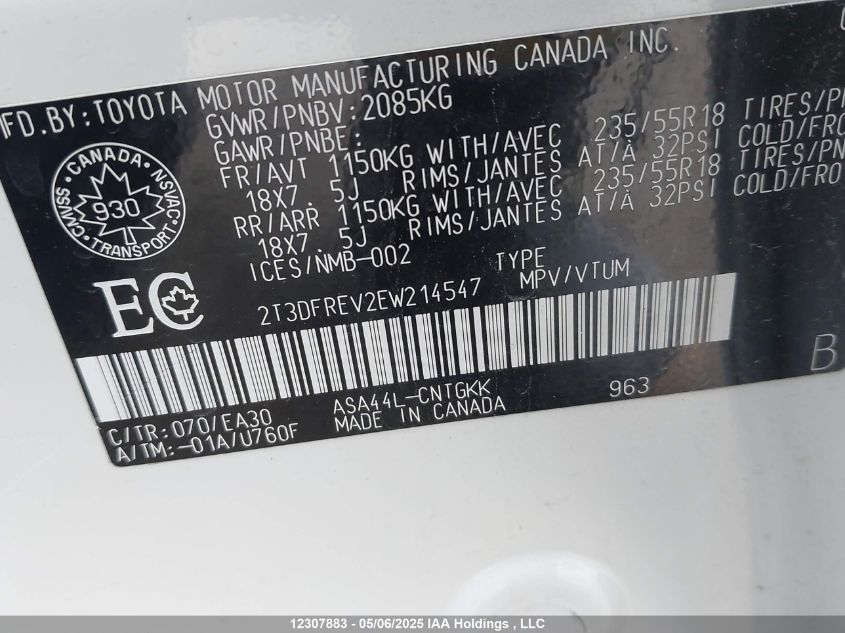 FD.BY:TOYOTA MOTOR MANUFACTURING CANADA INC.
GVWR/PNBV:2085KG
GAWR/PNBE:
FR/AVT 1150KG WITH/AVEC 235/55R18 TIRES/
18X7. 5J RIMS/JANTES AT/À 32PSI COLD/FRO
RR/ARR 1150KG WITH/AVEC 235/55R18 TIRES/PN
18X7. 5J RIMS/JANTES AT/À 32PSI COLD/FRO
ICES/NMB-002
CANADA
CMVSS
NSVAC
930
TRANSPORT
EC
2T3DFREV2EW214547
TYPE
MPV/VTUM
B
C/TR:070/EA30
A/TM:-01A/U760F
ASA44L-CNTGKK
MADE IN CANADA
963
12307883 - 05/06/2025 IAA Holdings , LLC